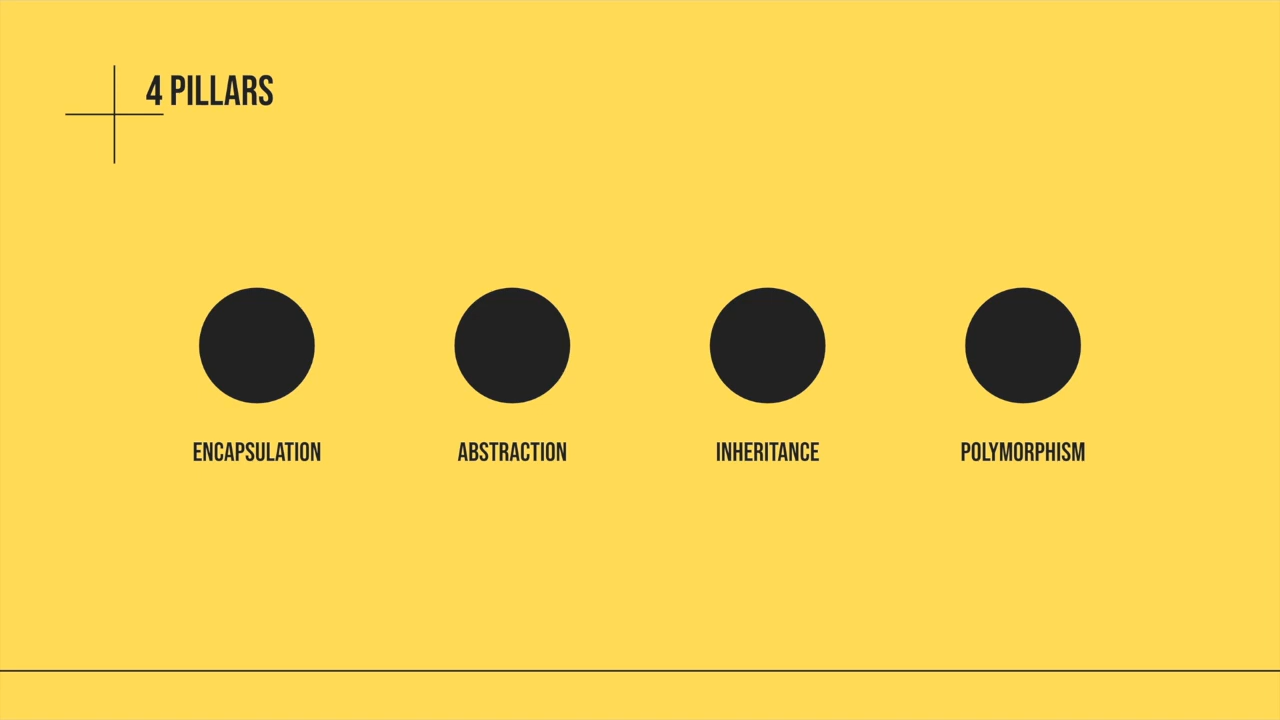 4 PILLARS
ENCAPSULATION
ABSTRACTION
INHERITANCE
POLYMORPHISM